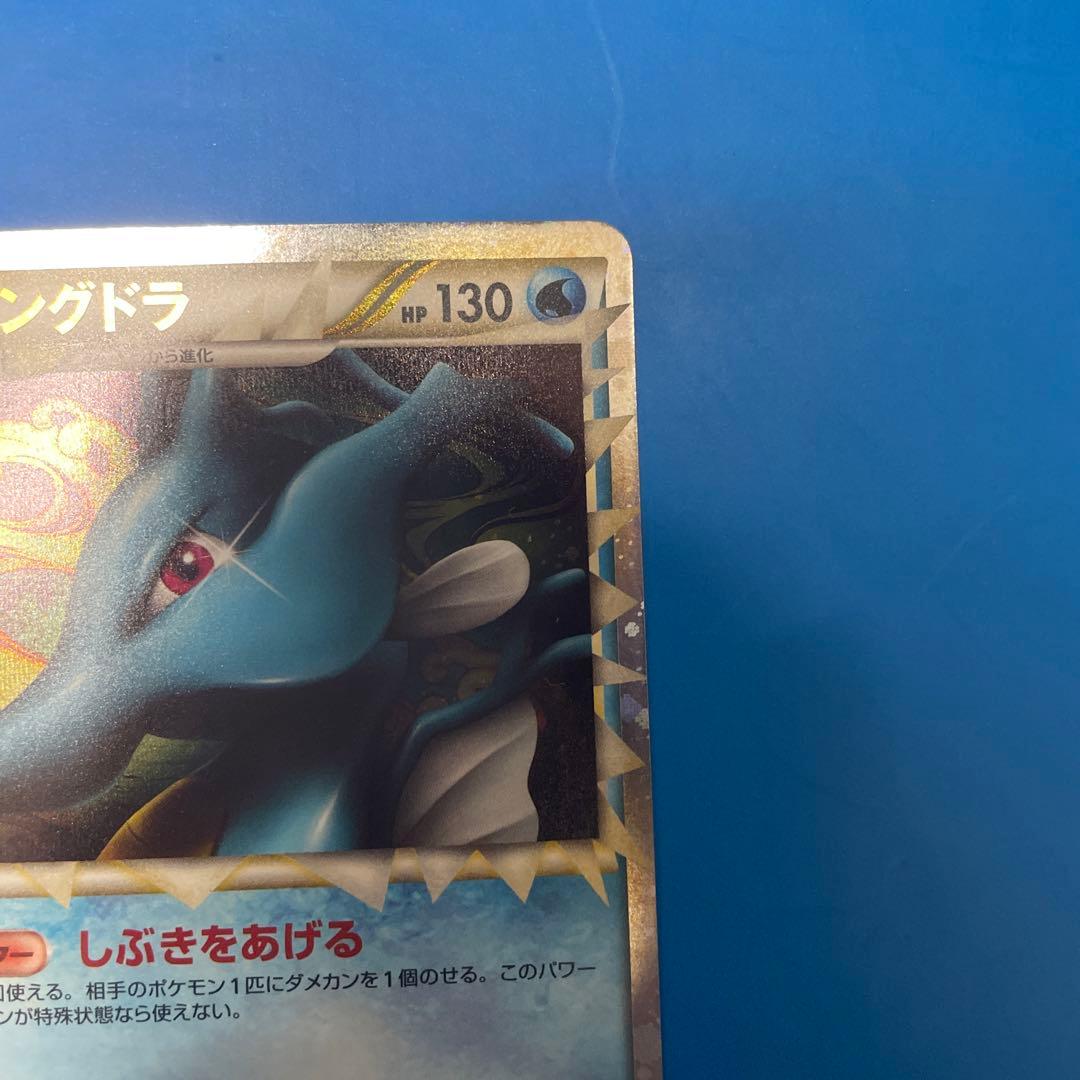 ングドラ HP 130
から進化
ワー しぶきをあげる
回使える。相手のポケモン1匹にダメカンを1個のせる。このパワー
ンが特殊状態なら使えない。